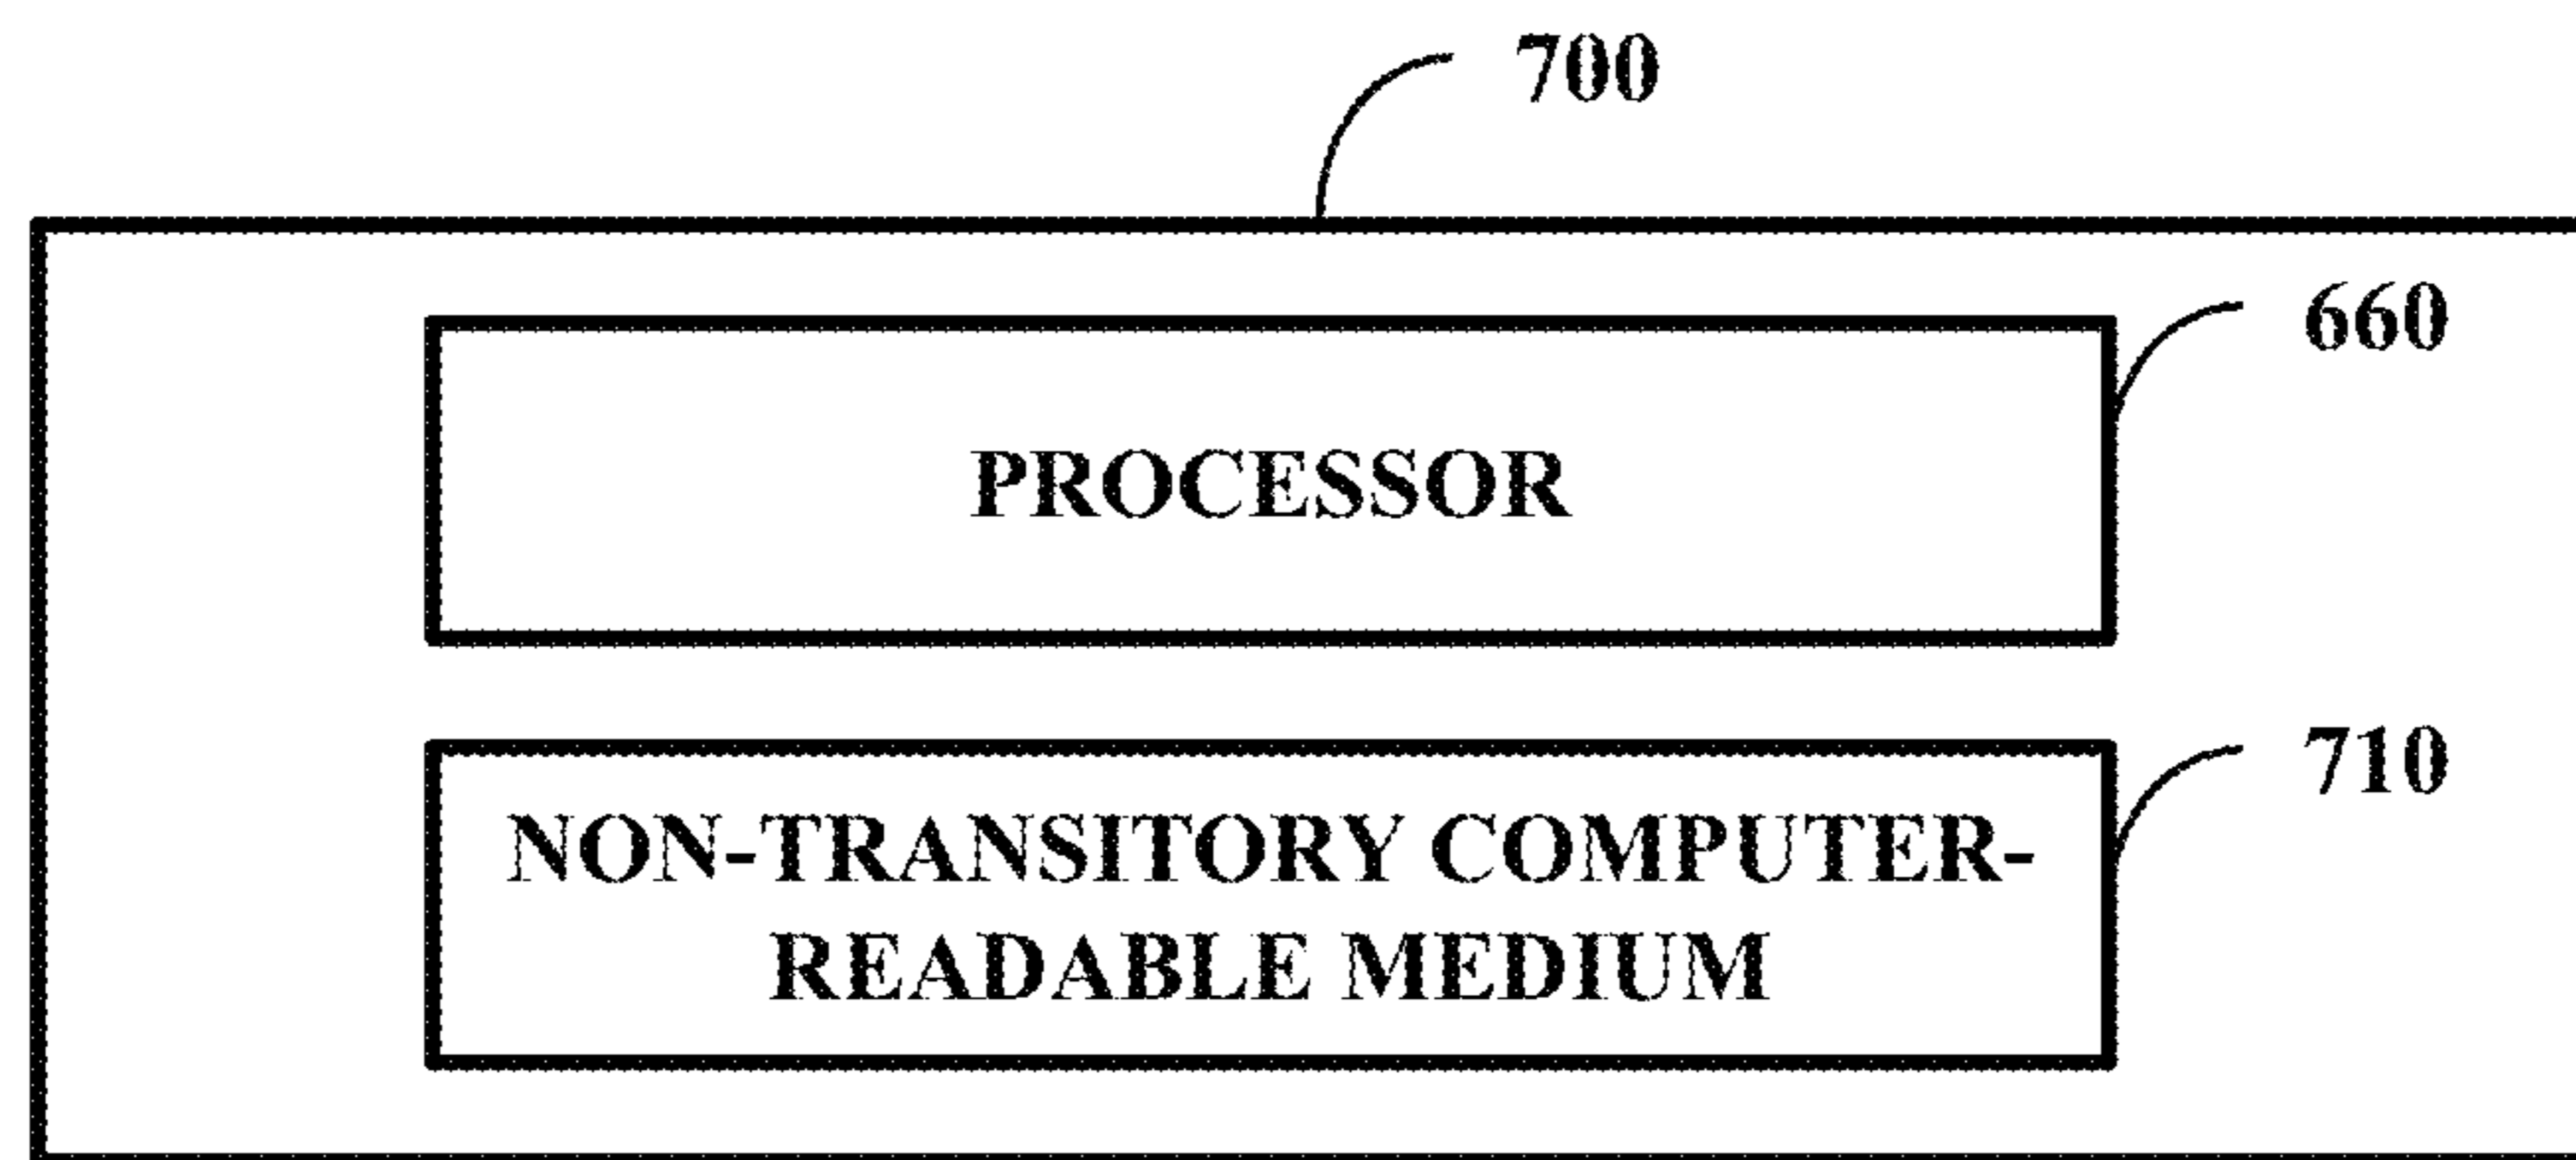 700
660
PROCESSOR
710
NON-TRANSITORY COMPUTER-
READABLE MEDIUM